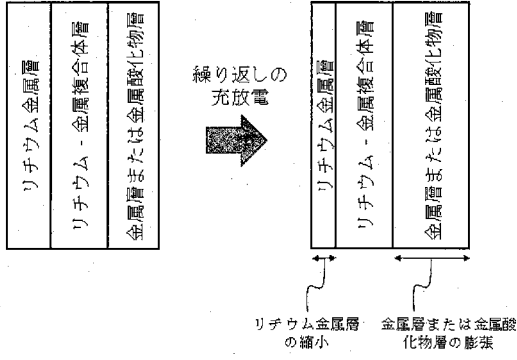 リチウム金属層
リチウム - 金属複合体層
金属層または金属酸化物層
繰り返しの
充放電
リチウム金属層
リチウム - 金属複合体層
金属層または金属酸化物層
リチウム金属層
の縮小
金属層または金属酸
化物層の膨張